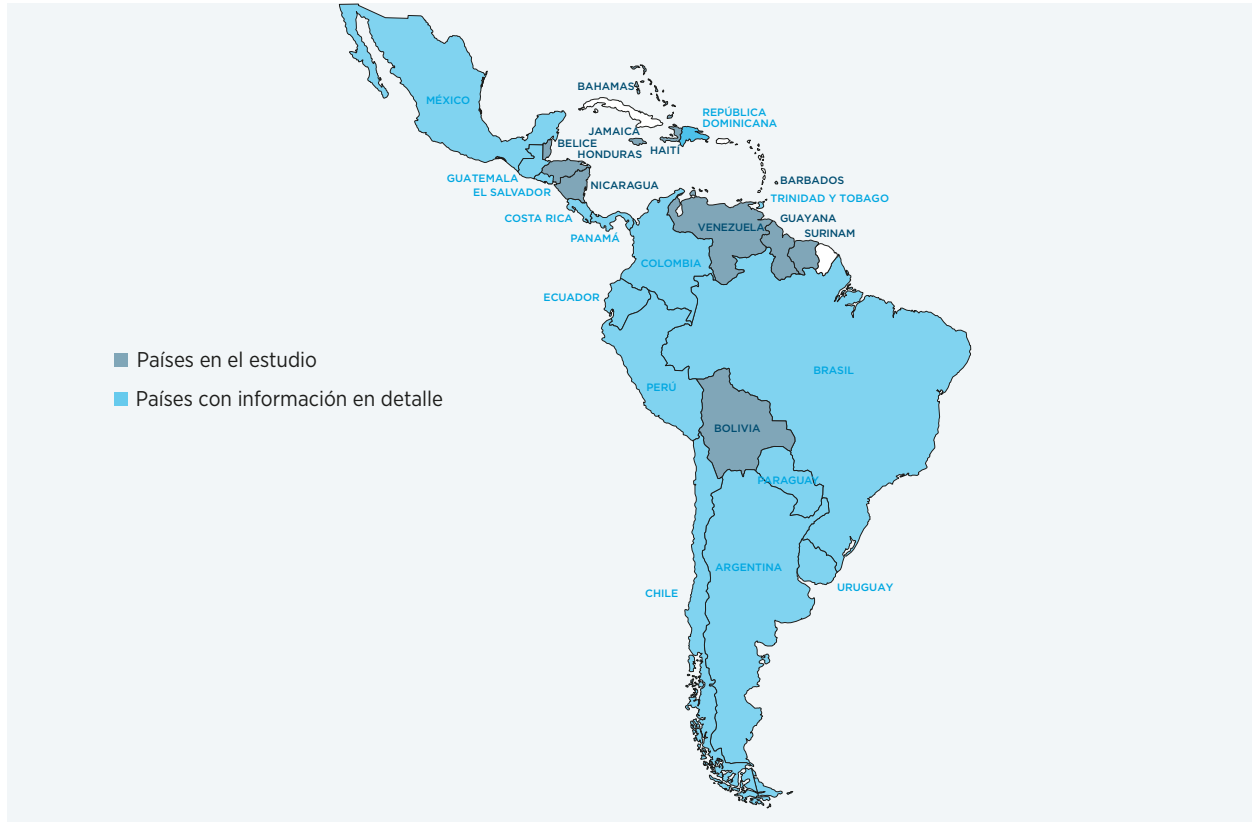 BAHAMAS
MÉXICO
REPÚBLICA
DOMINICANA
JAMAICA
BELICE
HONDURAS
HAITÍ
GUATEMALA
EL SALVADOR
NICARAGUA
BARBADOS
TRINIDAD Y TOBAGO
COSTA RICA
GUAYANA
PANAMÁ
VENEZUELA
SURINAM
COLOMBIA
ECUADOR
Países en el estudio
Países con información en detalle
BRASIL
PERÚ
BOLIVIA
PARAGUAY
ARGENTINA
CHILE
URUGUAY